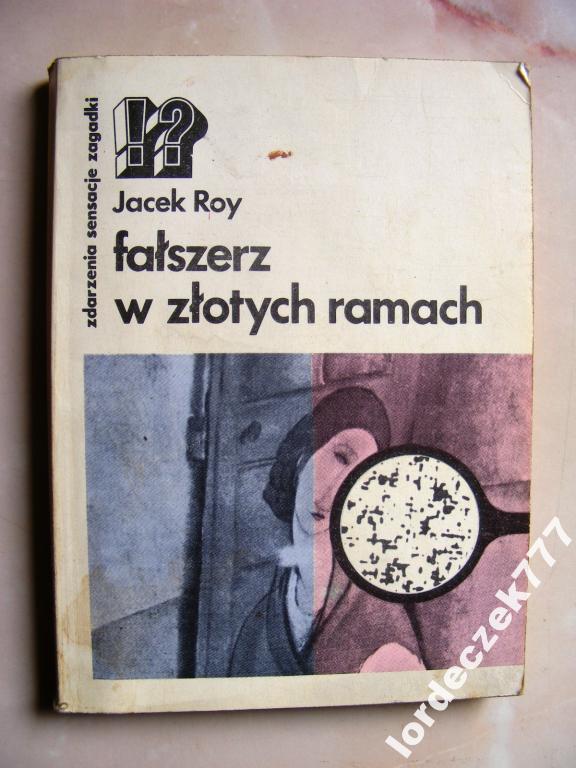 zdarzenia sensacje zagadki
!?
Jacek Roy
fałszerz
w złotych ramach
lordeczek777